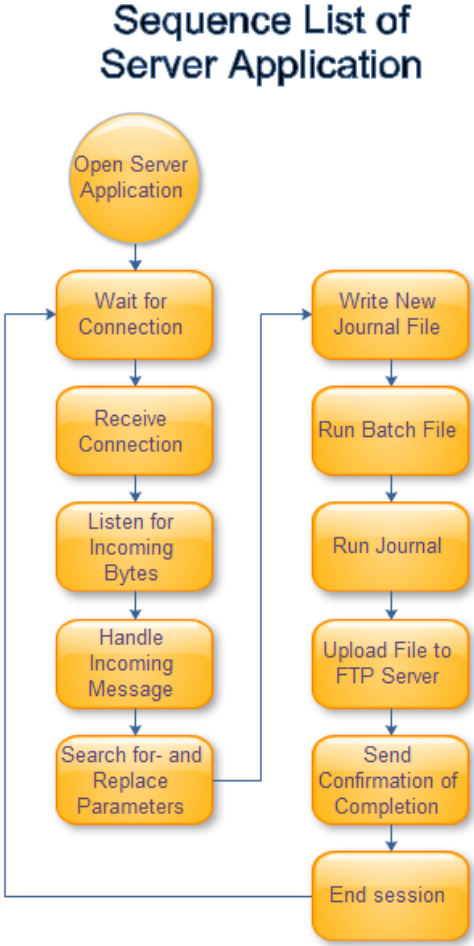 Sequence List of
Server Application
Open Server
Application
Wait for
Connection
Receive
Connection
Listen for
Incoming
Bytes
Handle
Incoming
Message
Search for- and
Replace
Parameters
Write New
Journal File
Run Batch File
Run Journal
Upload File to
FTP Server
Send
Confirmation of
Completion
End session